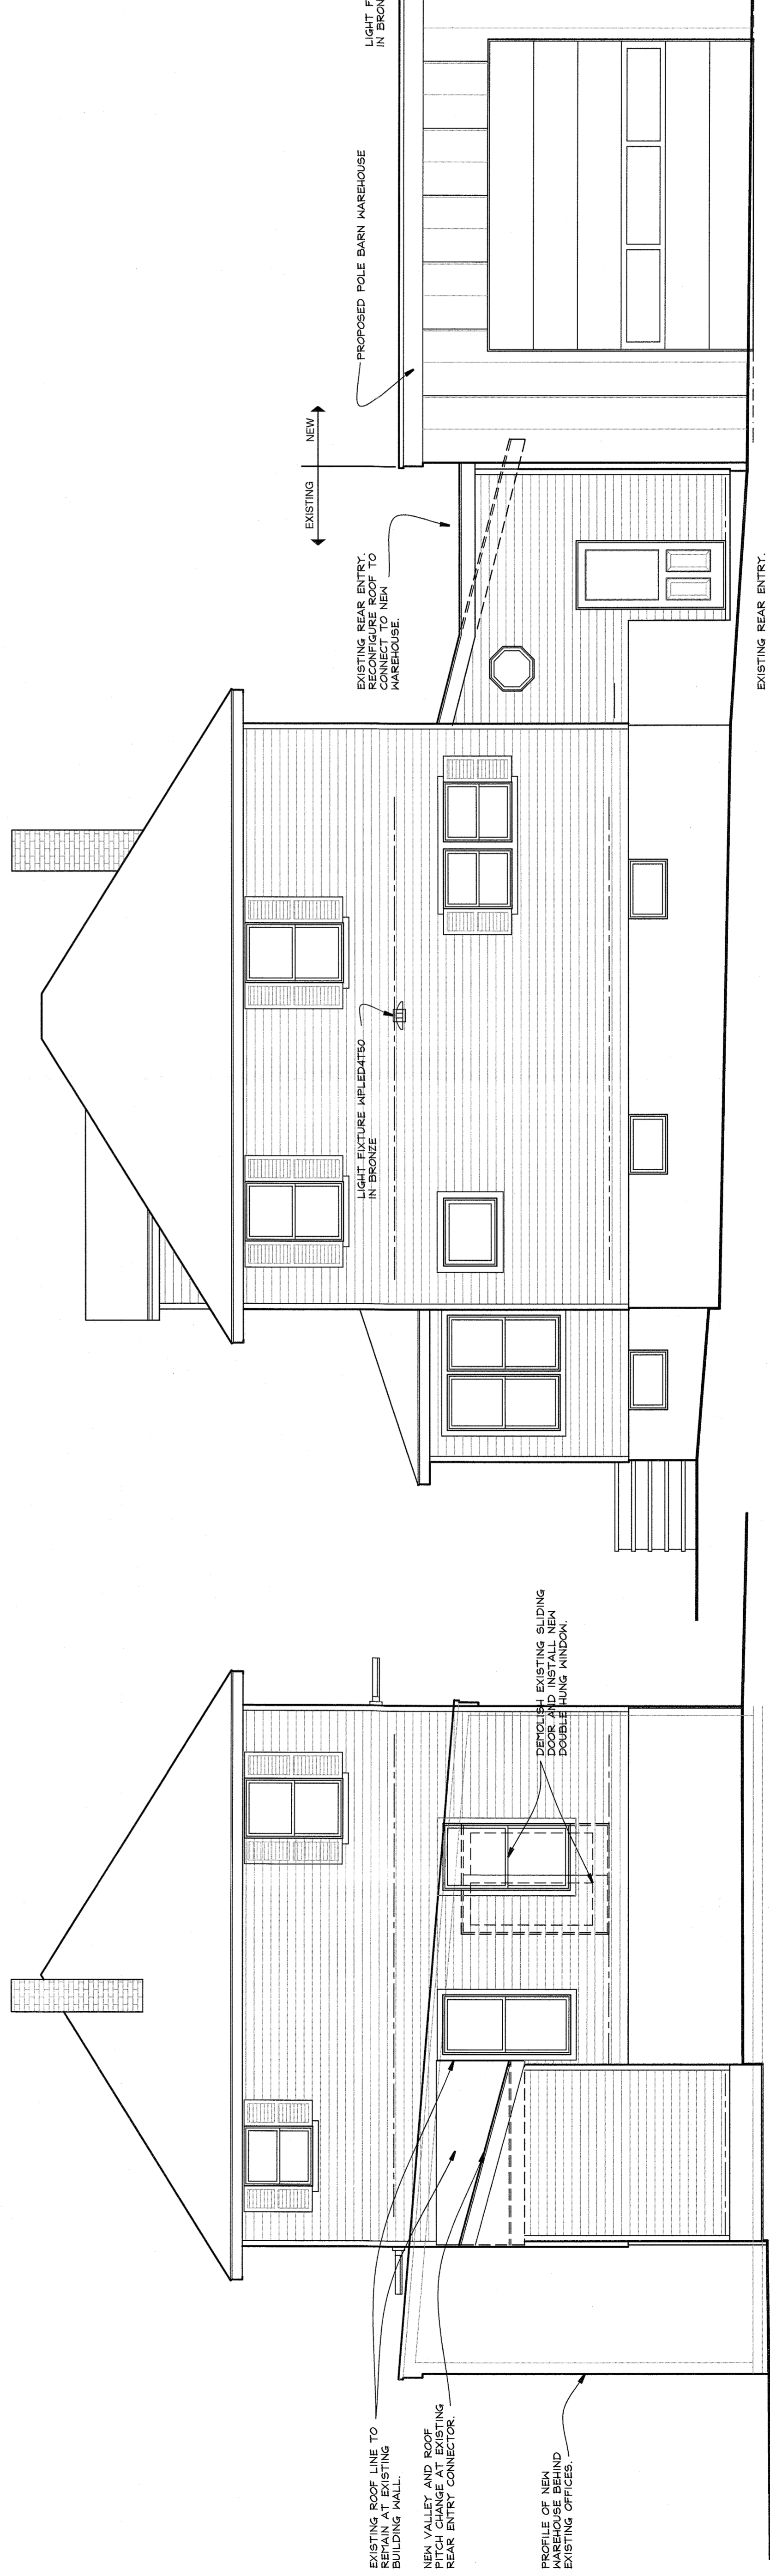 LIGHT F
IN BRON
PROPOSED POLE BARN WAREHOUSE
EXISTING
NEW
EXISTING REAR ENTRY.
RECONFIGURE ROOF TO
CONNECT TO NEW
WAREHOUSE.
EXISTING REAR ENTRY.
LIGHT FIXTURE WPLED4T50
IN BRONZE
DEMOLISH EXISTING SLIDING
DOOR AND INSTALL NEW
DOUBLE HUNG WINDOW.
EXISTING ROOF LINE TO
REMAIN AT EXISTING
BUILDING WALL.
NEW VALLEY AND ROOF
PITCH CHANGE AT EXISTING
REAR ENTRY CONNECTOR.
PROFILE OF NEW
WAREHOUSE BEHIND
EXISTING OFFICES.